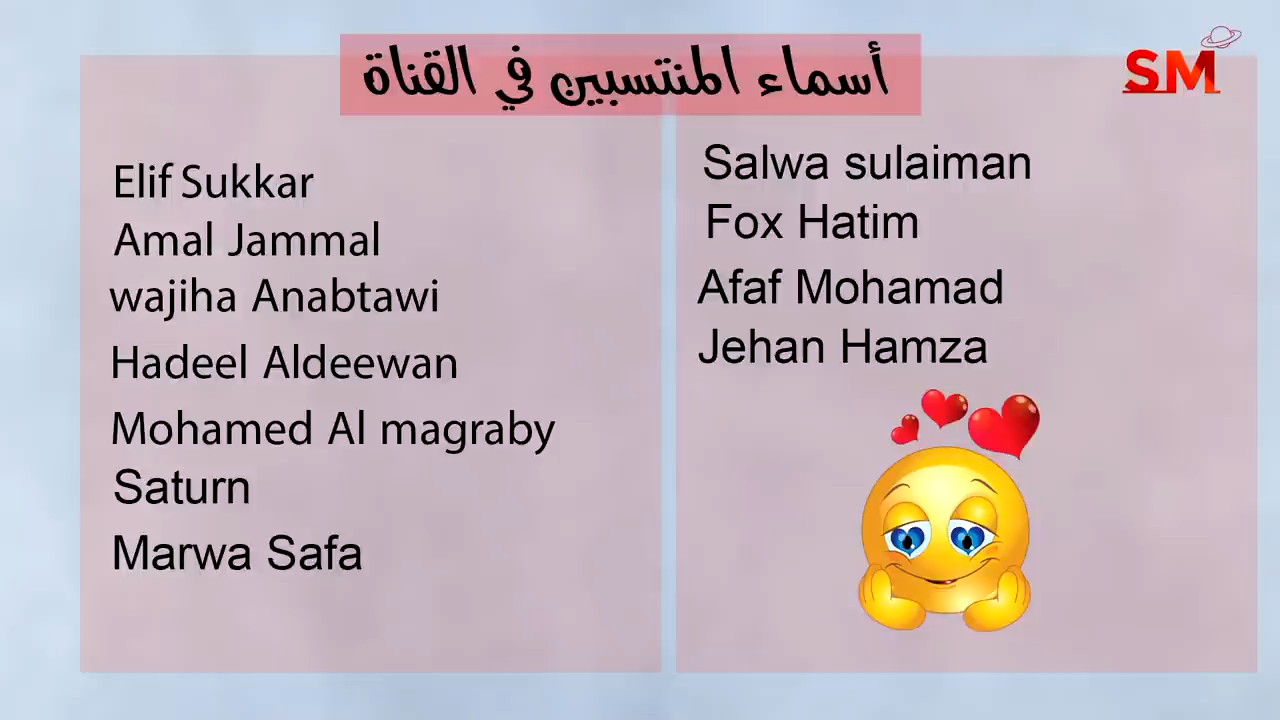 أسماء المنتسبين في القناة
SM
Elif Sukkar
Amal Jammal
wajiha Anabtawi
Hadeel Aldeewan
Mohamed Al magraby
Saturn
Marwa Safa
Salwa sulaiman
Fox Hatim
Afaf Mohamad
Jehan Hamza